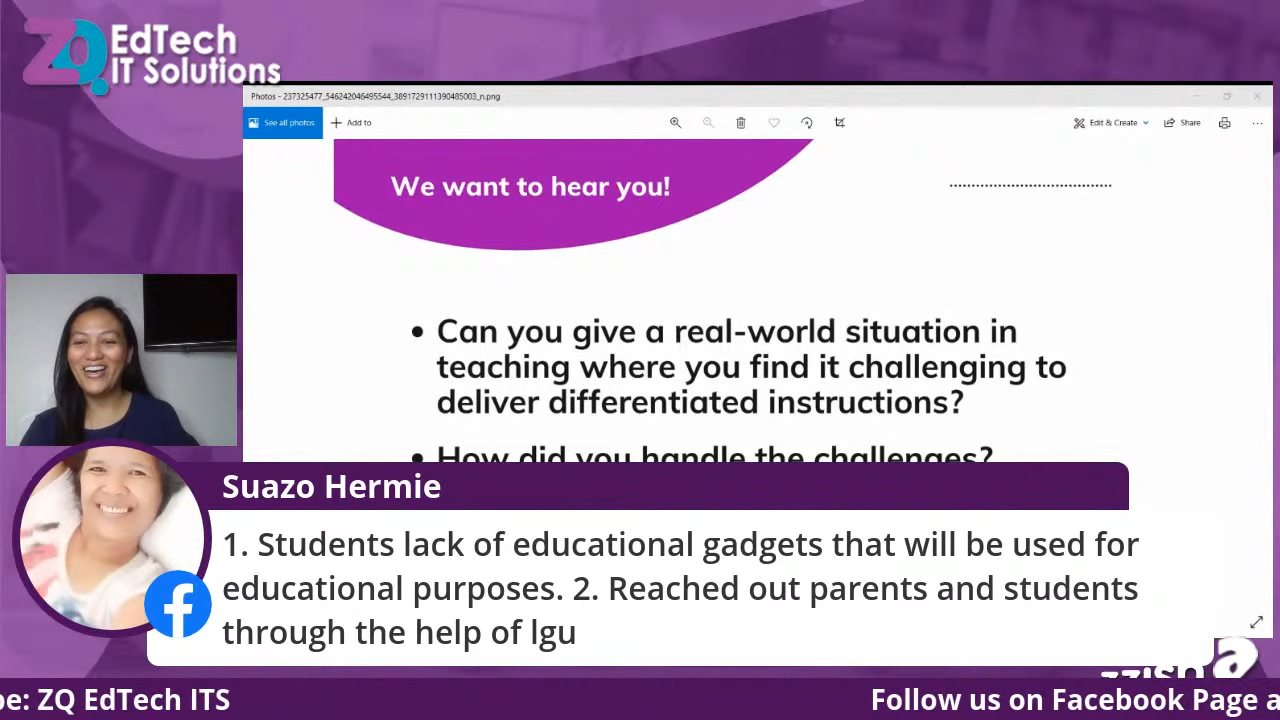 EdTech
IT Solutions
Photos - 237325477_546242046495544_3891729111390485003_n.png
See all photos
Add to
Edit & Create
Share
We want to hear you!
• Can you give a real-world situation in
teaching where you find it challenging to
deliver differentiated instructions?
• How did you handle the challenges?
Suazo Hermie
1. Students lack of educational gadgets that will be used for
educational purposes. 2. Reached out parents and students
through the help of lgu
be: ZQ EdTech ITS
Follow us on Facebook Page a